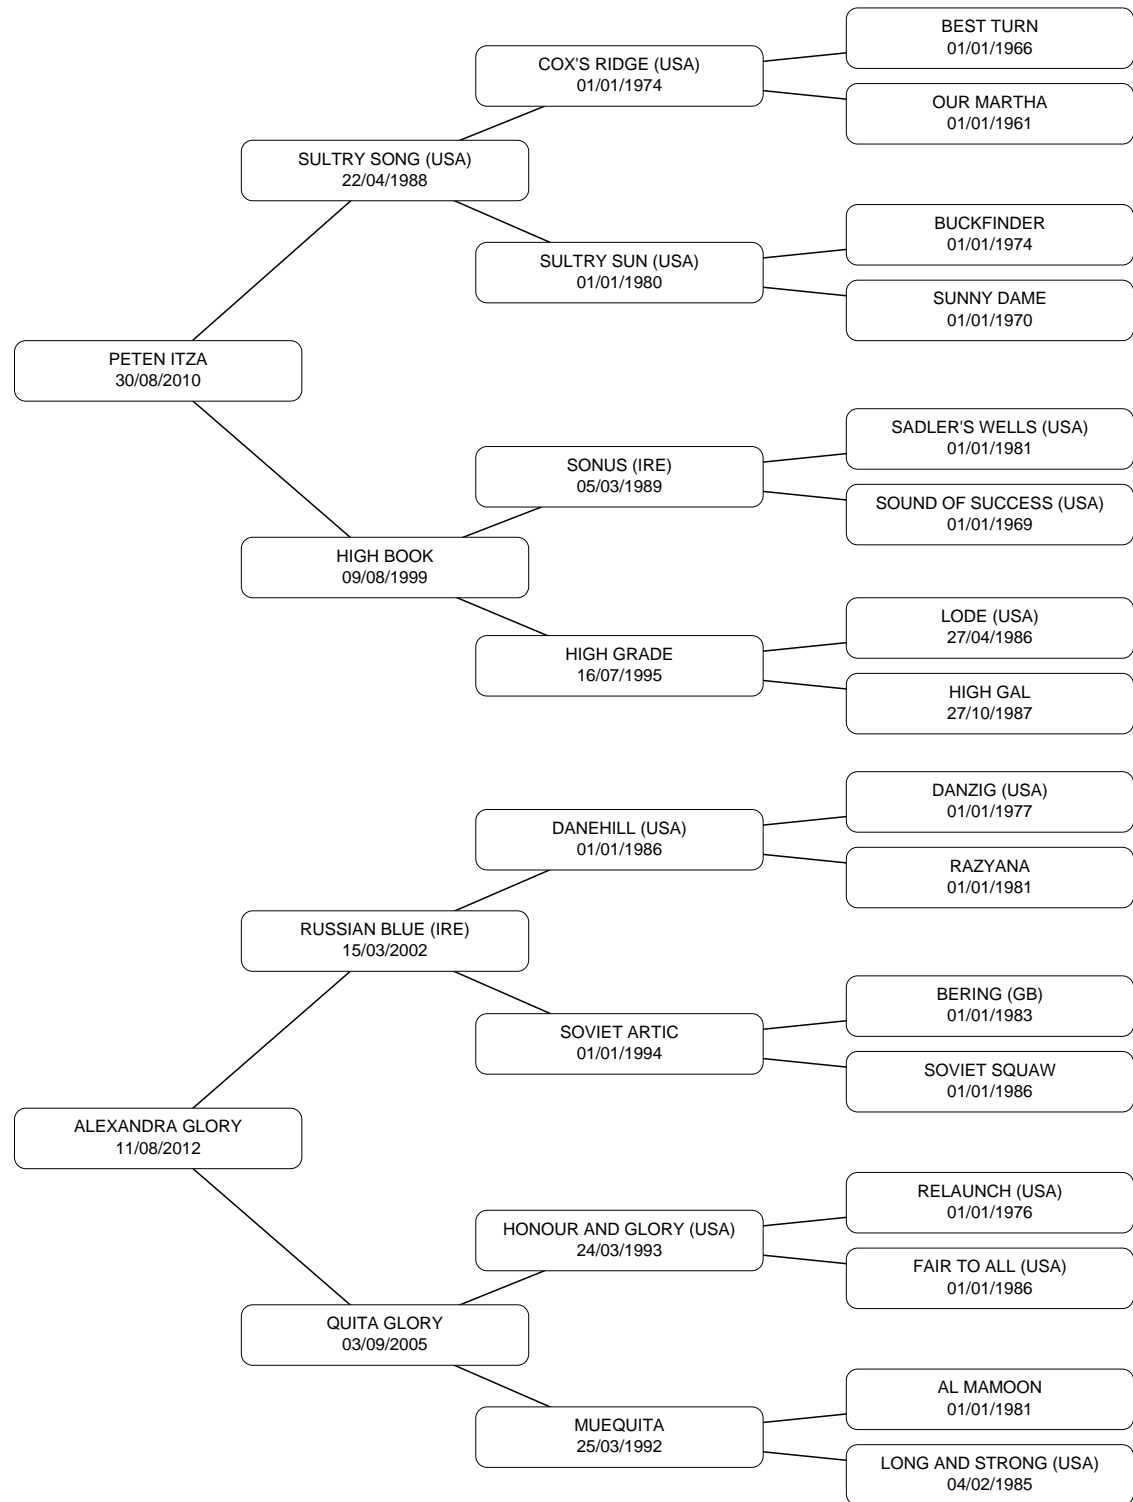 BEST TURN
01/01/1966
COX'S RIDGE (USA)
01/01/1974
OUR MARTHA
01/01/1961
SULTRY SONG (USA)
22/04/1988
BUCKFINDER
01/01/1974
SULTRY SUN (USA)
01/01/1980
SUNNY DAME
01/01/1970
PETEN ITZA
30/08/2010
SADLER'S WELLS (USA)
01/01/1981
SONUS (IRE)
05/03/1989
SOUND OF SUCCESS (USA)
01/01/1969
HIGH BOOK
09/08/1999
LODE (USA)
27/04/1986
HIGH GRADE
16/07/1995
HIGH GAL
27/10/1987
DANZIG (USA)
01/01/1977
DANEHILL (USA)
01/01/1986
RAZYANA
01/01/1981
RUSSIAN BLUE (IRE)
15/03/2002
BERING (GB)
01/01/1983
SOVIET ARTIC
01/01/1994
SOVIET SQUAW
01/01/1986
ALEXANDRA GLORY
11/08/2012
RELAUNCH (USA)
01/01/1976
HONOUR AND GLORY (USA)
24/03/1993
FAIR TO ALL (USA)
01/01/1986
QUITA GLORY
03/09/2005
AL MAMOON
01/01/1981
MUEQUITA
25/03/1992
LONG AND STRONG (USA)
04/02/1985